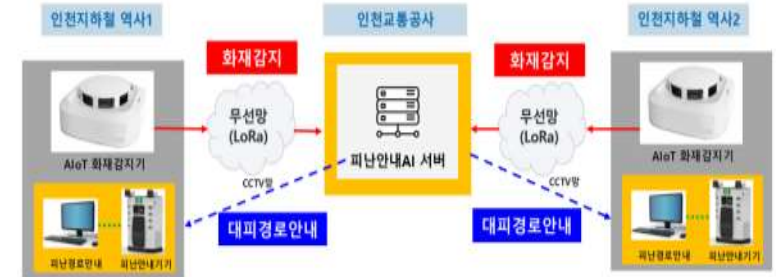 인천지하철 역사1
인천교통공사
인천지하철 역사2
화재감지
화재감지
무선망
(LoRa)
무선망
(LoRa)
AIoT 화재감지기
피난안내AI 서버
AIoT 화재감지기
CCTV망
CCTV망
대피경로안내
대피경로안내
피난경로안내
피난안내기기
피난경로안내
피난안내기기